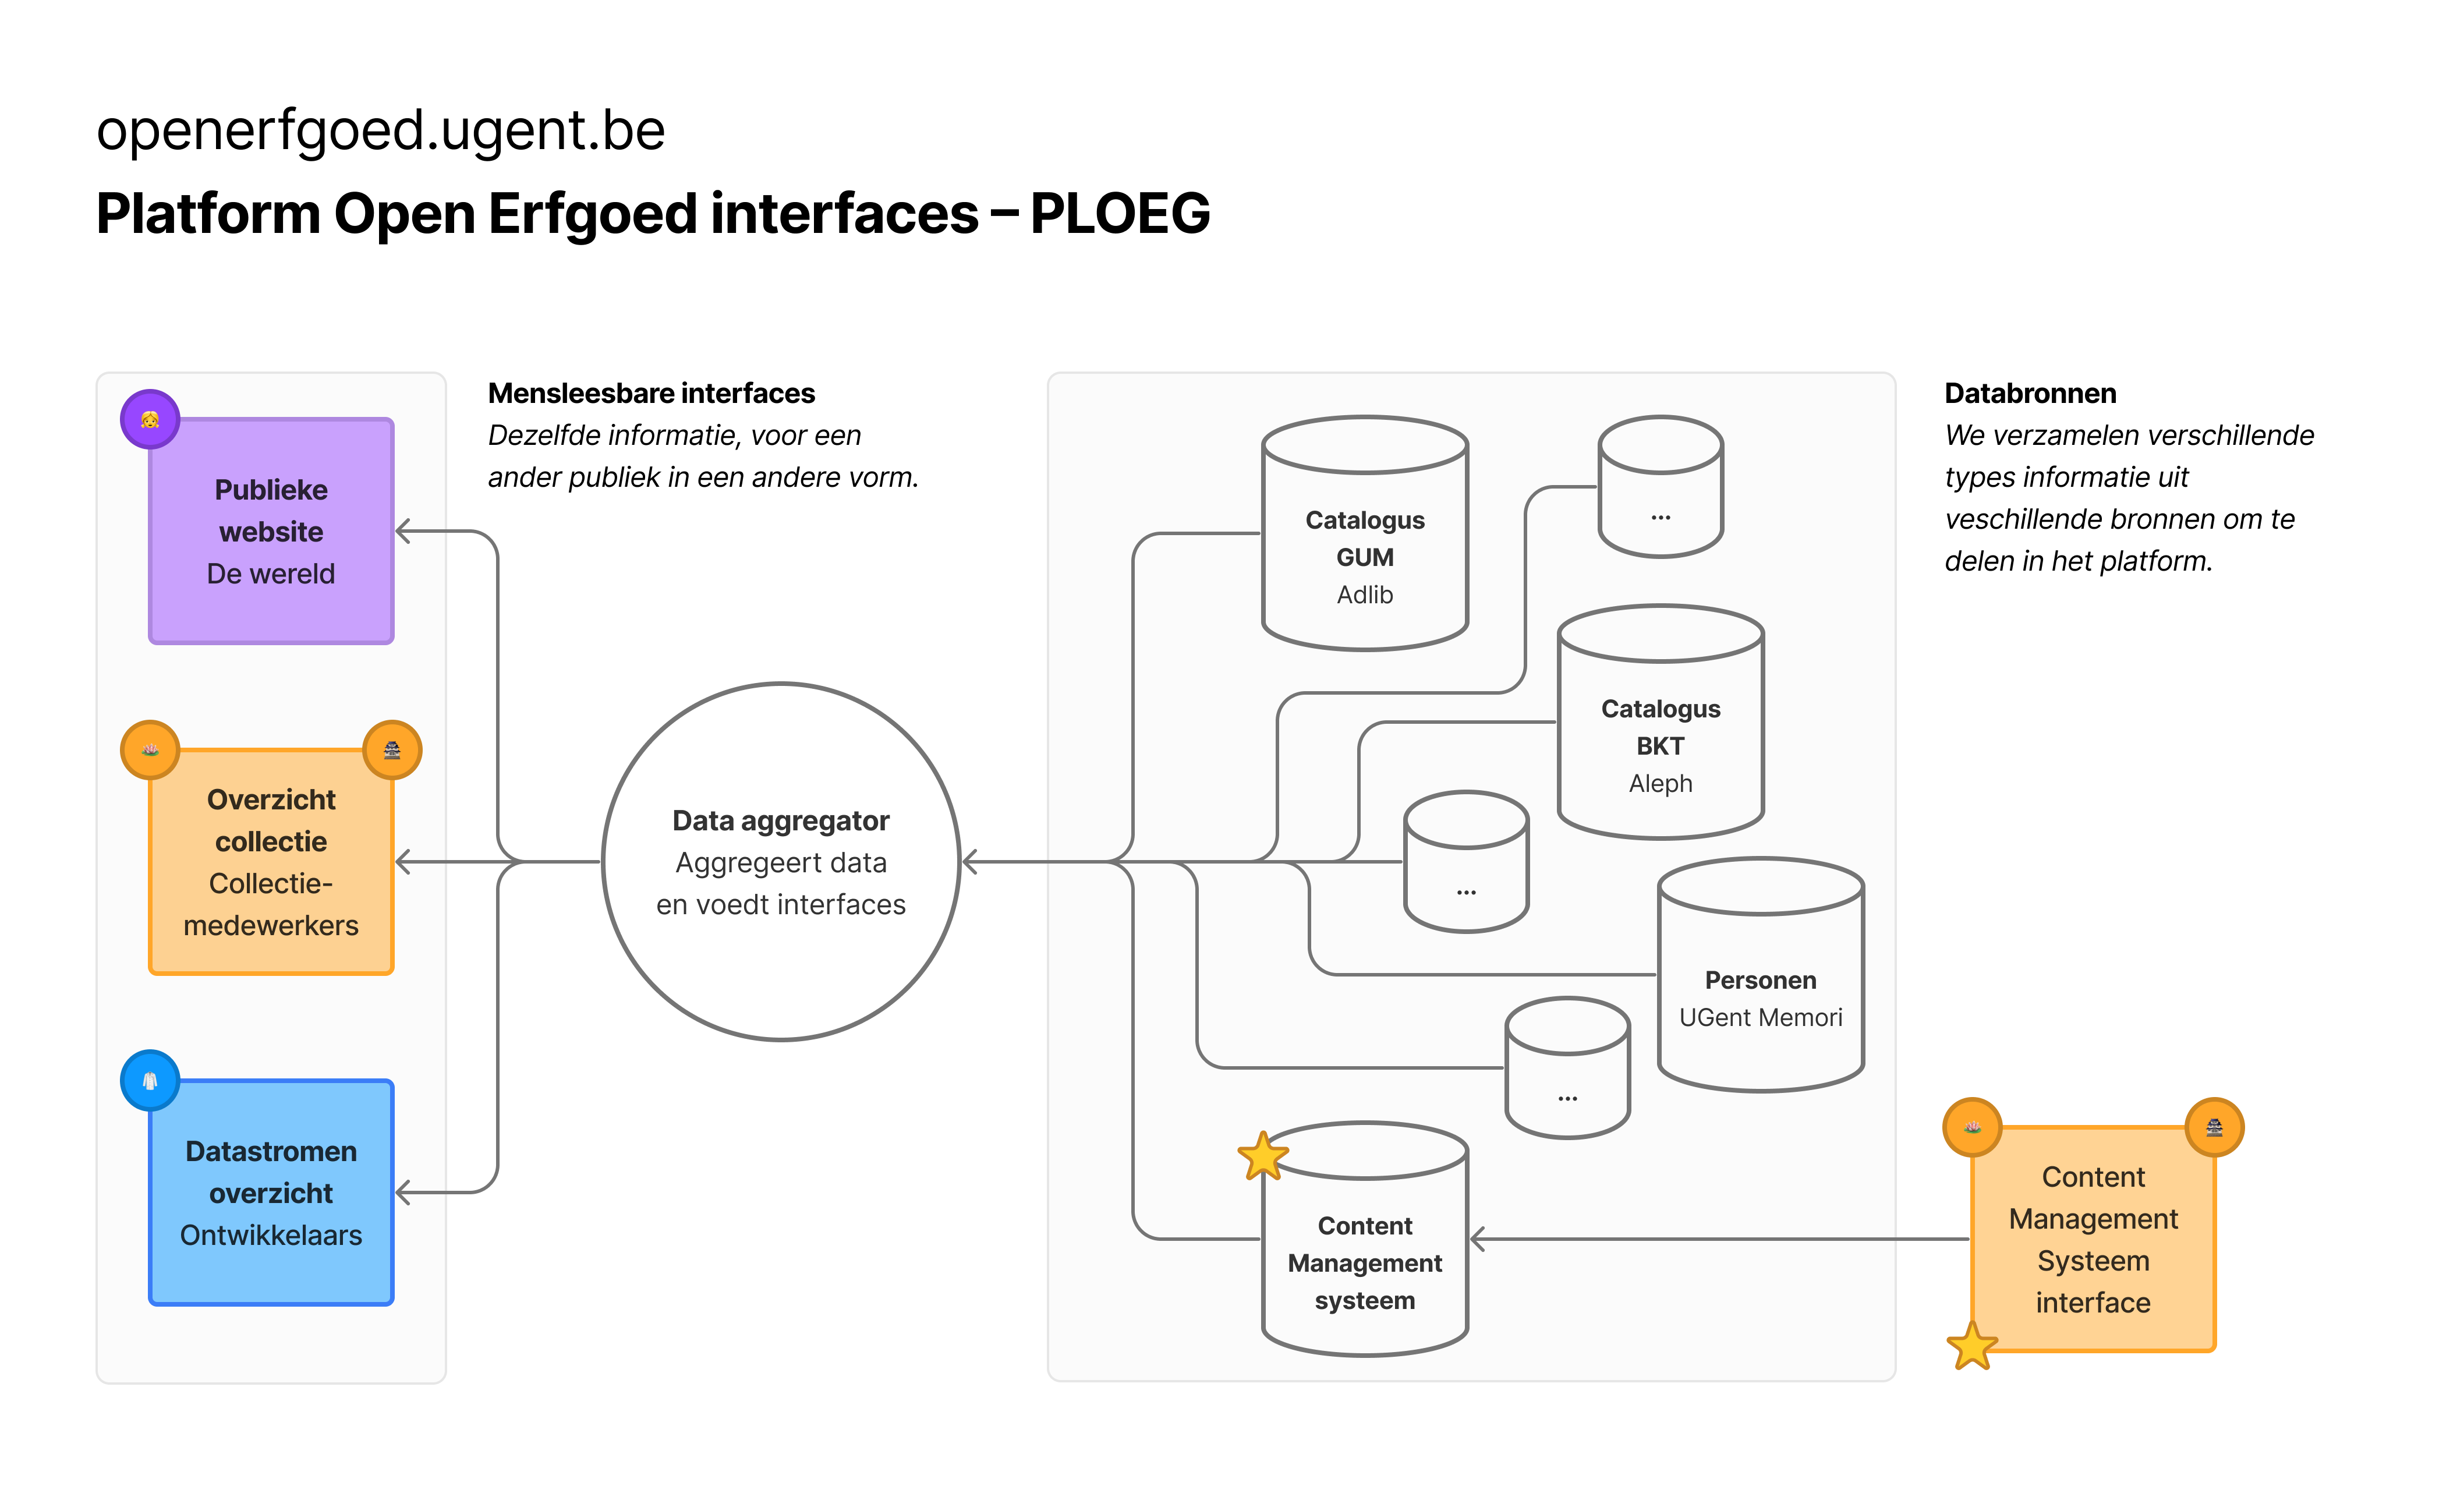 openerfgoed.ugent.be
Platform Open Erfgoed interfaces – PLOEG
Mensleesbare interfaces
Dezelfde informatie, voor een
ander publiek in een andere vorm.
Publieke
website
De wereld
Overzicht
collectie
Collectie-
medewerkers
Datastromen
overzicht
Ontwikkelaars
Data aggregator
Aggregeert data
en voedt interfaces
Catalogus
GUM
Adlib
...
Catalogus
BKT
Aleph
...
Personen
UGent Memori
...
Content
Management
systeem
Databronnen
We verzamelen verschillende
types informatie uit
veschillende bronnen om te
delen in het platform.
Content
Management
Systeem
interface